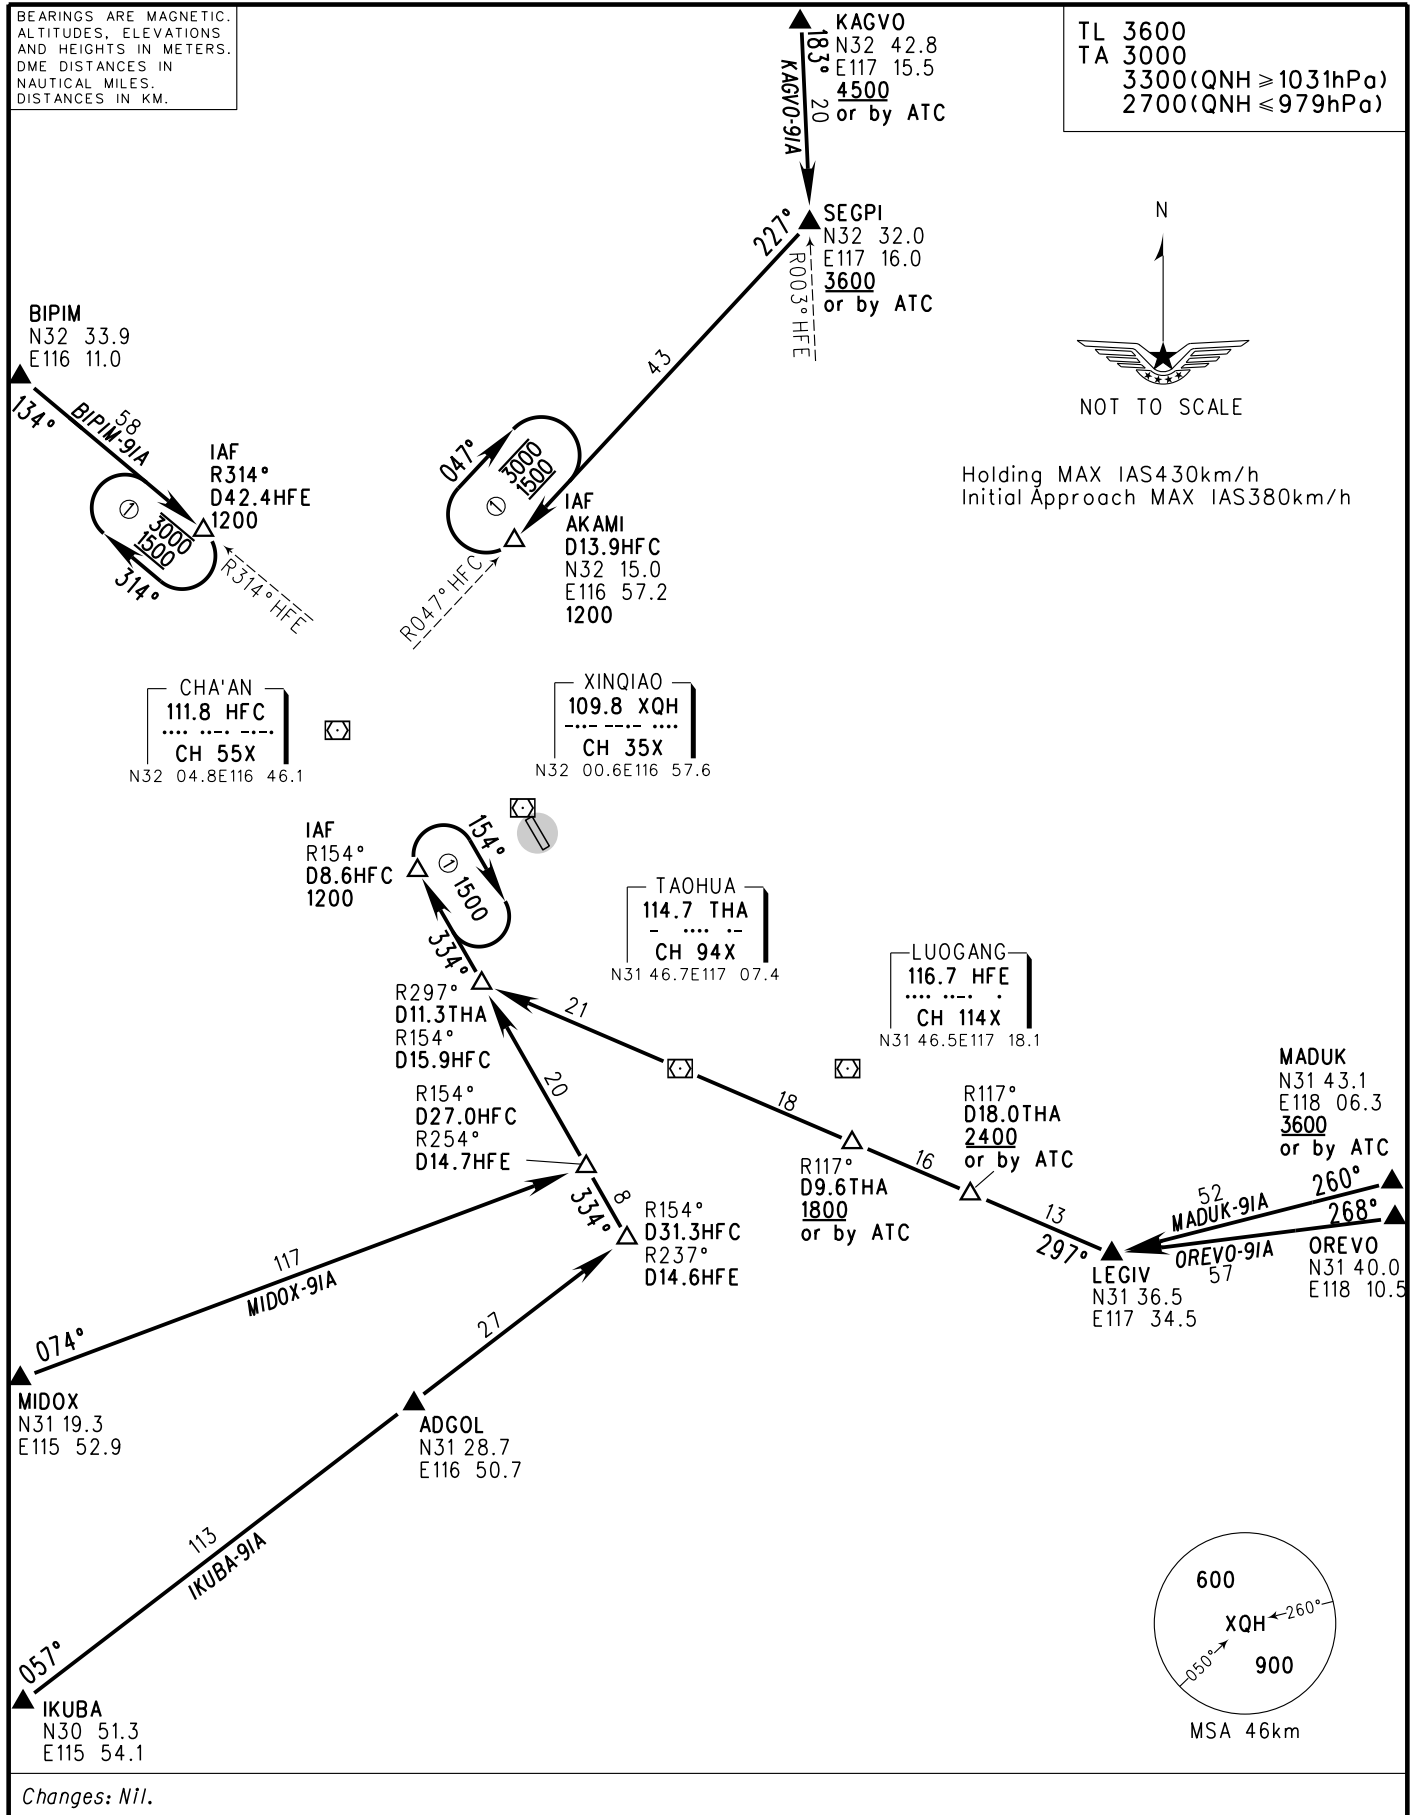 BEARINGS ARE MAGNETIC.
ALTITUDES, ELEVATIONS
AND HEIGHTS IN METERS.
DME DISTANCES IN
NAUTICAL MILES.
DISTANCES IN KM.
KAGVO
N32 42.8
E117 15.5
4500
or by ATC
183°
20
KAGVO-91A
TL 3600
TA 3000
3300(QNH ≥1031hPa)
2700(QNH ≤979hPa)
SEGPI
N32 32.0
E117 16.0
3600
or by ATC
227°
R003° HFE
43
N
NOT TO SCALE
Holding MAX IAS430km/h
Initial Approach MAX IAS380km/h
BIPIM
N32 33.9
E116 11.0
134°
58
BIPIM-91A
IAF
R314°
D42.4HFE
1200
①
3000
1500
314°
R314° HFE
047°
3000
1500
①
IAF
AKAMI
D13.9HFC
N32 15.0
E116 57.2
1200
R047° HFC
CHA'AN
111.8 HFC
···· ··-· -·-·
CH 55X
N32 04.8E116 46.1
XINQIAO
109.8 XQH
-··- --·- ····
CH 35X
N32 00.6E116 57.6
IAF
R154°
D8.6HFC
1200
154°
①
1500
334°
TAOHUA
114.7 THA
- ···· ·-
CH 94X
N31 46.7E117 07.4
LUOGANG
116.7 HFE
···· ··-· ·
CH 114X
N31 46.5E117 18.1
R297°
D11.3THA
R154°
D15.9HFC
21
20
18
R154°
D27.0HFC
R254°
D14.7HFE
R117°
D9.6THA
1800
or by ATC
16
R117°
D18.0THA
2400
or by ATC
13
297°
MADUK
N31 43.1
E118 06.3
3600
or by ATC
260°
52
MADUK-91A
268°
OREVO-91A
57
OREVO
N31 40.0
E118 10.5
LEGIV
N31 36.5
E117 34.5
8
334°
R154°
D31.3HFC
R237°
D14.6HFE
117
MIDOX-91A
074°
MIDOX
N31 19.3
E115 52.9
27
ADGOL
N31 28.7
E116 50.7
113
IKUBA-91A
057°
IKUBA
N30 51.3
E115 54.1
600
XQH
260°
050°
900
MSA 46km
Changes: Nil.